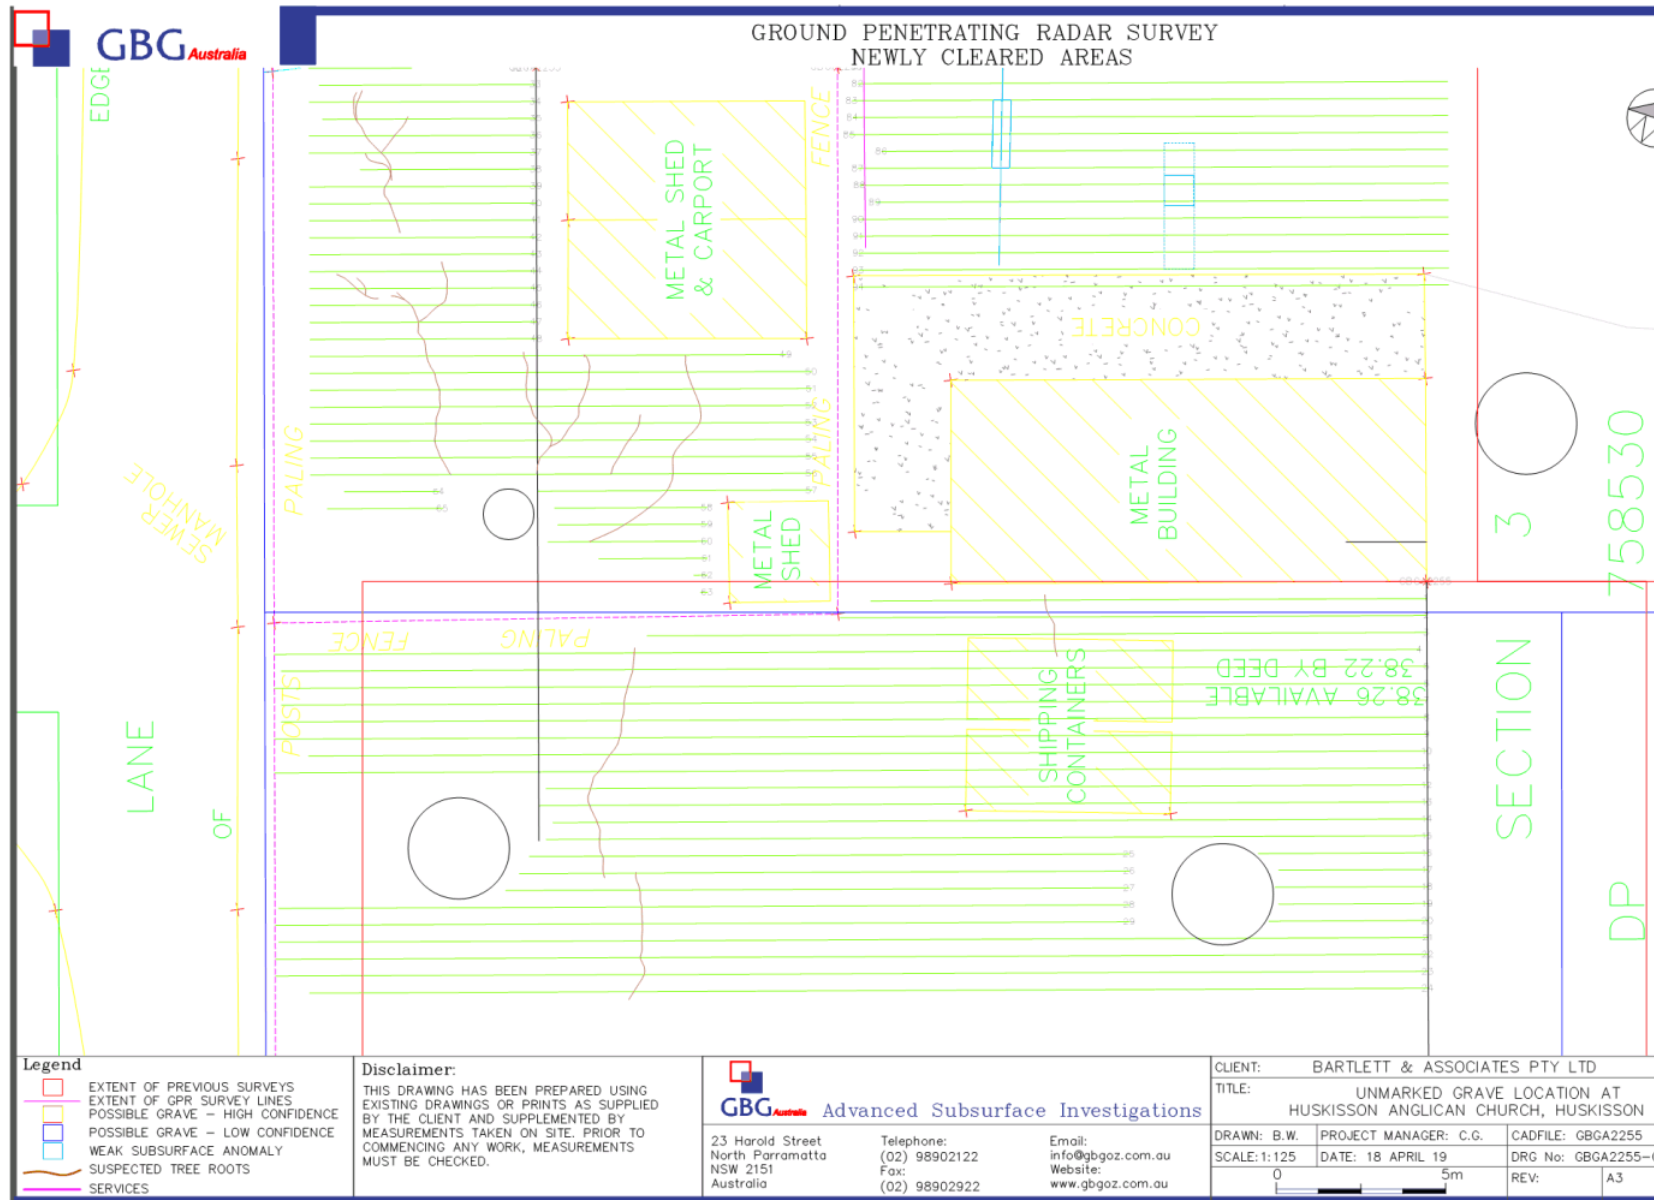 GBG Australia
GROUND PENETRATING RADAR SURVEY
NEWLY CLEARED AREAS
EDGE
FENCE
METAL SHED
& CARPORT
CONCRETE
PALING
PALING
SEWER
MANHOLE
METAL
BUILDING
METAL
SHED
3
758530
FENCE
PALING
POSTS
SHIPPING
CONTAINERS
38.22 BY DEED
38.26 AVAILABLE
SECTION
LANE
OF
DP
Legend
EXTENT OF PREVIOUS SURVEYS
EXTENT OF GPR SURVEY LINES
POSSIBLE GRAVE – HIGH CONFIDENCE
POSSIBLE GRAVE – LOW CONFIDENCE
WEAK SUBSURFACE ANOMALY
SUSPECTED TREE ROOTS
SERVICES
Disclaimer:
THIS DRAWING HAS BEEN PREPARED USING
EXISTING DRAWINGS OR PRINTS AS SUPPLIED
BY THE CLIENT AND SUPPLEMENTED BY
MEASUREMENTS TAKEN ON SITE. PRIOR TO
COMMENCING ANY WORK, MEASUREMENTS
MUST BE CHECKED.
GBG Australia Advanced Subsurface Investigations
23 Harold Street
North Parramatta
NSW 2151
Australia
Telephone:
(02) 98902122
Fax:
(02) 98902922
Email:
info@gbgoz.com.au
Website:
www.gbgoz.com.au
CLIENT: BARTLETT & ASSOCIATES PTY LTD
TITLE: UNMARKED GRAVE LOCATION AT
HUSKISSON ANGLICAN CHURCH, HUSKISSON
DRAWN: B.W. PROJECT MANAGER: C.G. CADFILE: GBGA2255
SCALE: 1:125 DATE: 18 APRIL 19 DRG No: GBGA2255-
0 5m REV: A3